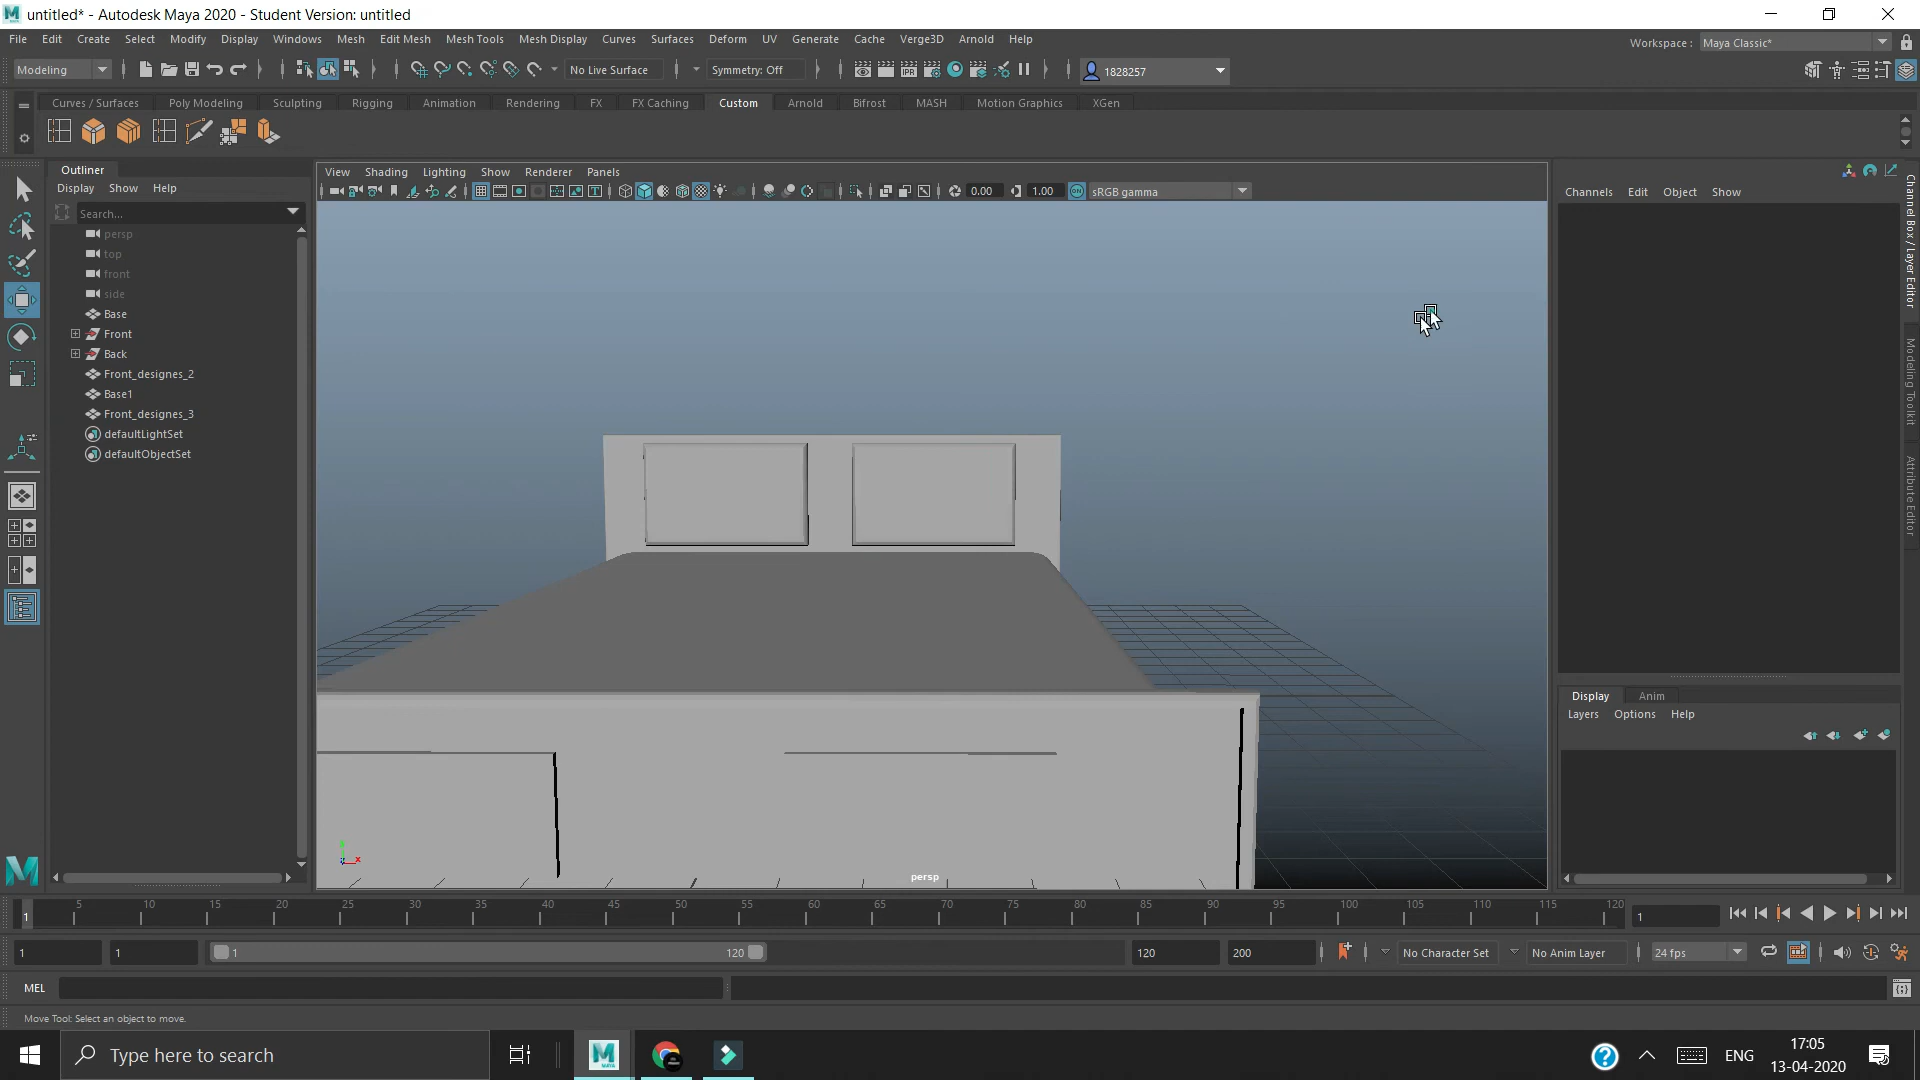 untitled* - Autodesk Maya 2020 - Student Version: untitled
File Edit Create Select Modify Display Windows Mesh Edit Mesh Mesh Tools Mesh Display Curves Surfaces Deform UV Generate Cache Verge3D Arnold Help
Workspace : Maya Classic*
Modeling No Live Surface Symmetry: Off 1828257
Curves / Surfaces Poly Modeling Sculpting Rigging Animation Rendering FX FX Caching Custom Arnold Bifrost MASH Motion Graphics XGen
Outliner
Display Show Help
Search...
persp
top
front
side
Base
Front
Back
Front_designes_2
Base1
Front_designes_3
defaultLightSet
defaultObjectSet
View Shading Lighting Show Renderer Panels
0.00 1.00 ON sRGB gamma
persp
Channels Edit Object Show
Channel Box / Layer Editor
Modeling Toolkit
Attribute Editor
Display Anim
Layers Options Help
1 5 10 15 20 25 30 35 40 45 50 55 60 65 70 75 80 85 90 95 100 105 110 115 120 1
1 1 1 120 120 200 No Character Set No Anim Layer 24 fps
MEL
Move Tool: Select an object to move.
Type here to search
ENG
17:05
13-04-2020